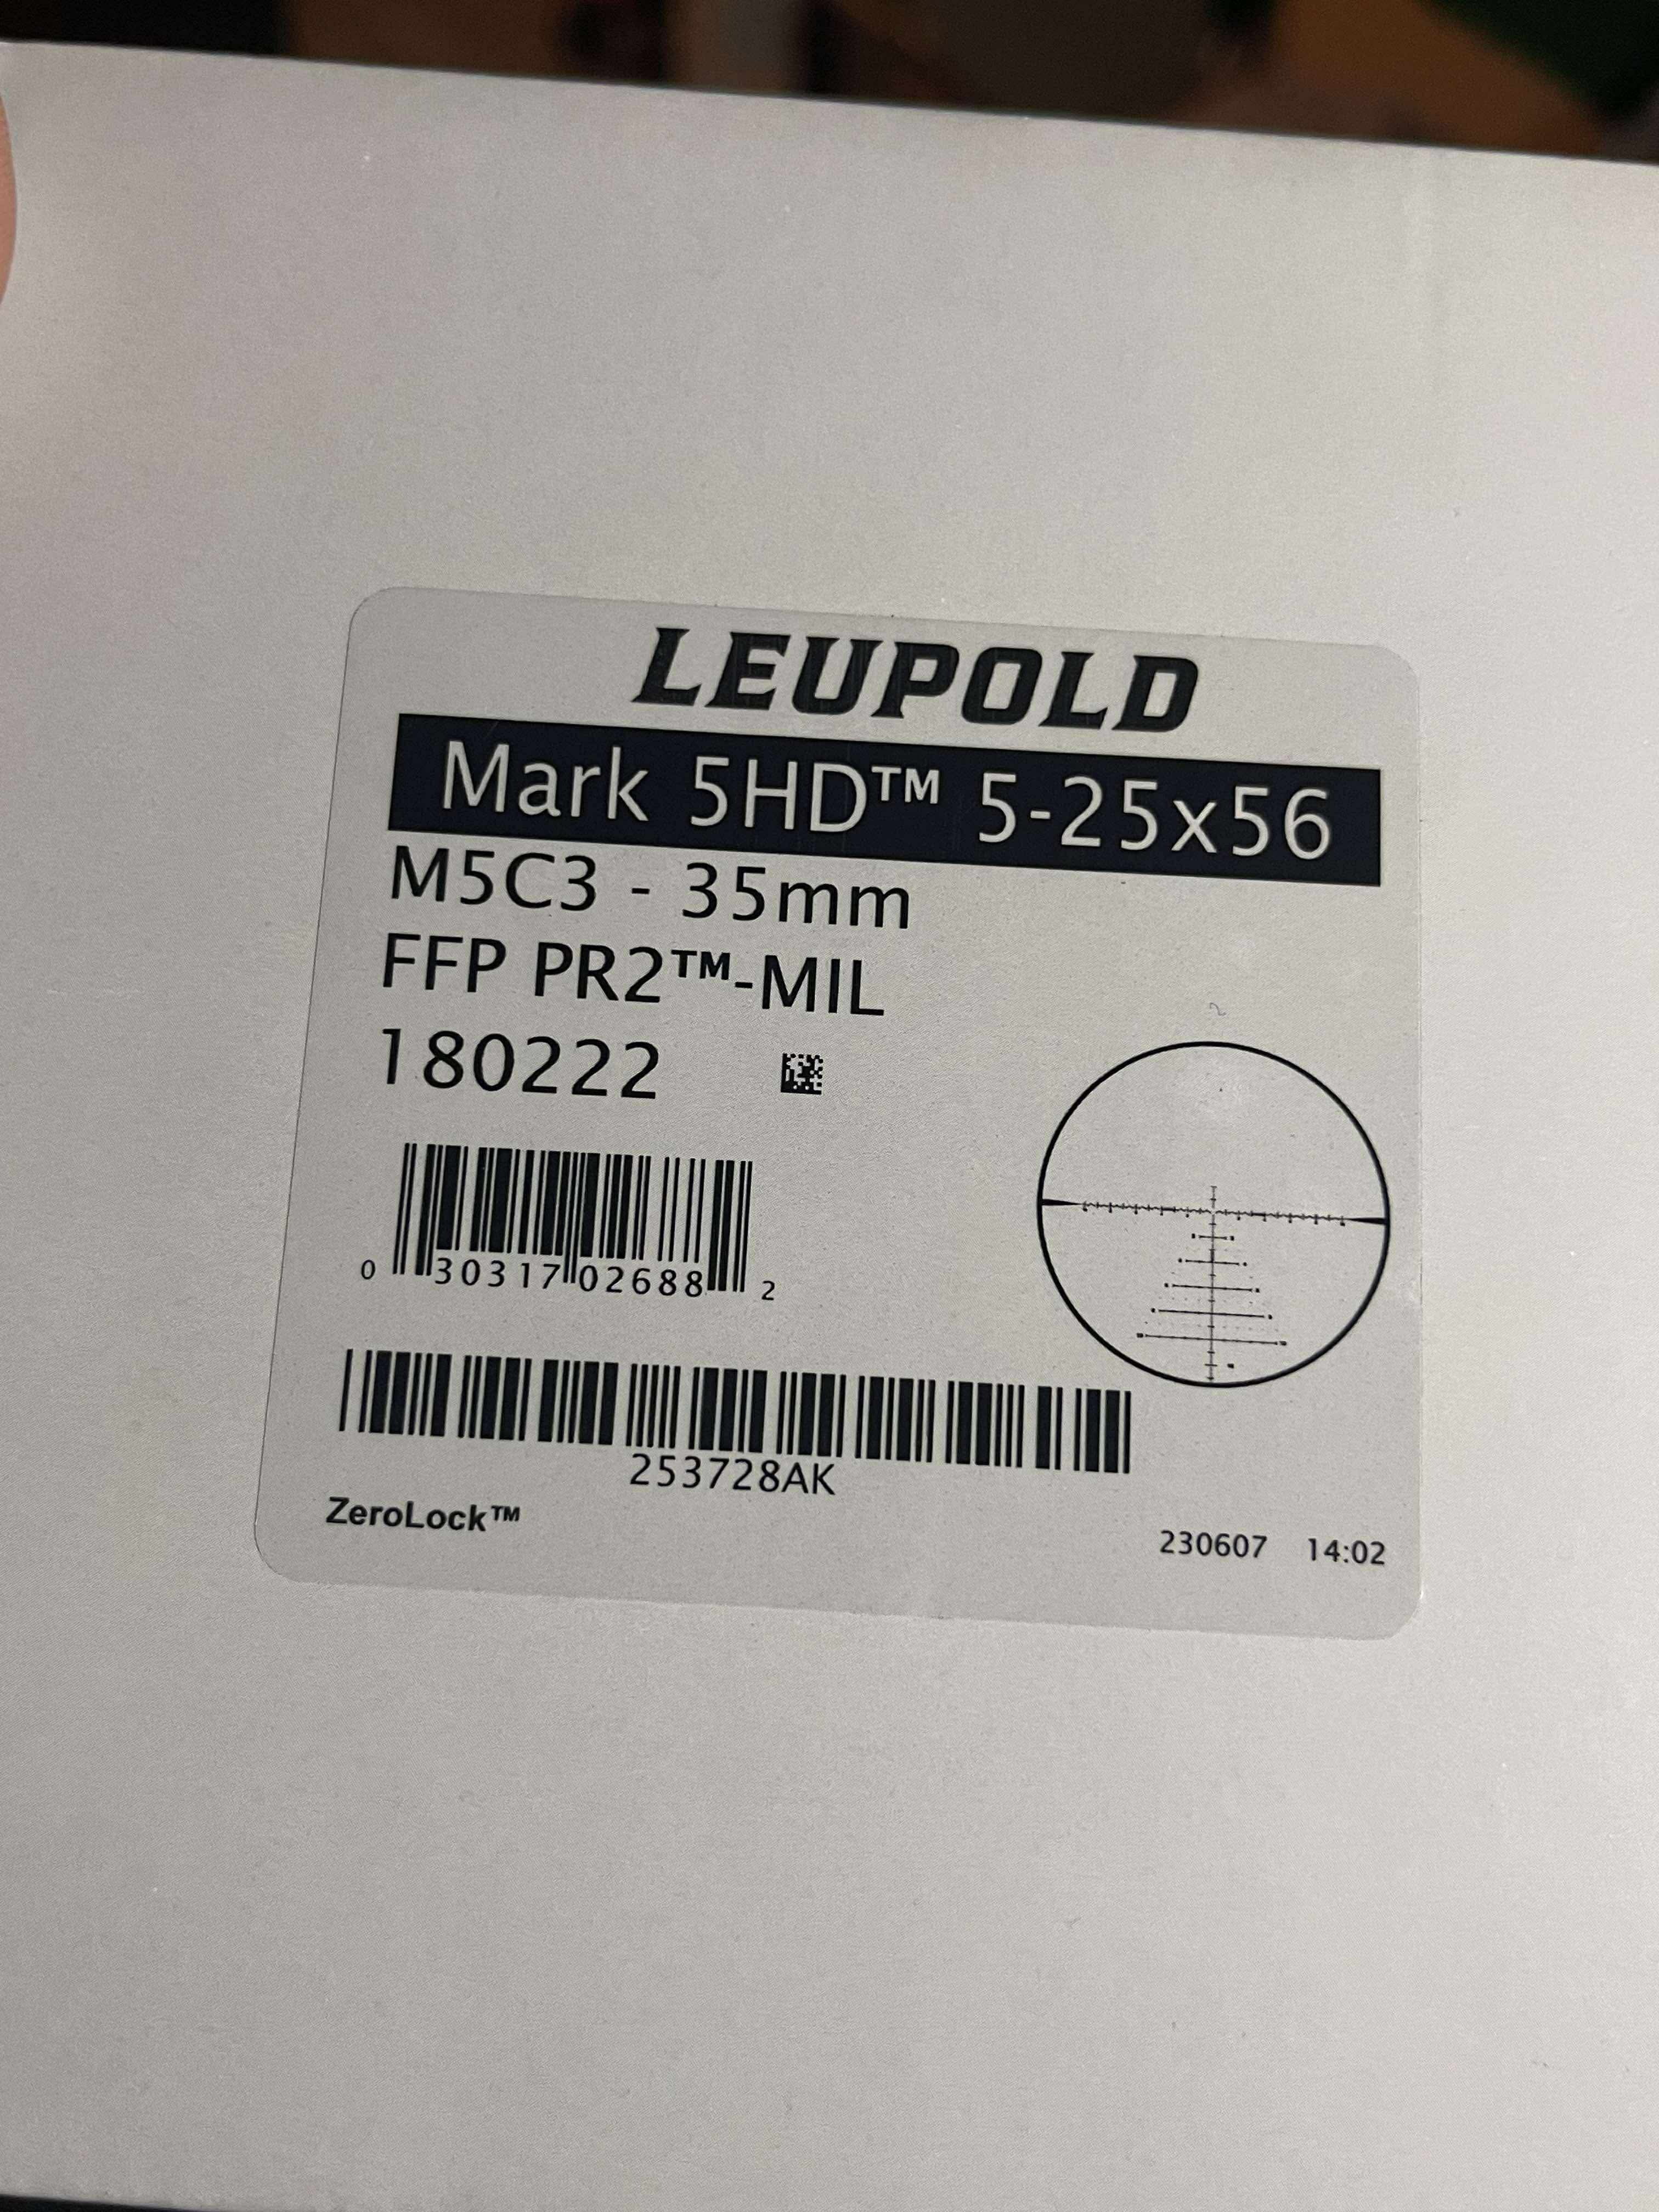 LEUPOLD
Mark 5HD™ 5-25x56
M5C3 - 35mm
FFP PR2™-MIL
180222
0 30317 02688 2
253728AK
ZeroLock™
230607 14:02